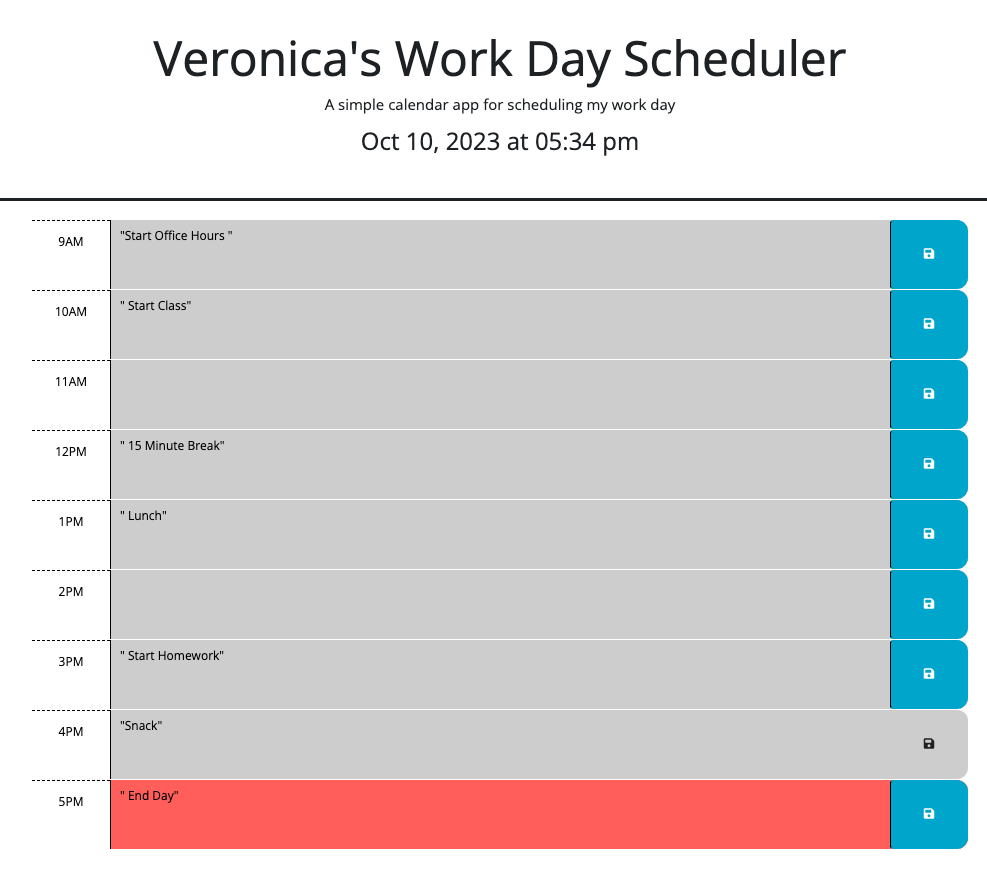 Veronica's Work Day Scheduler
A simple calendar app for scheduling my work day
Oct 10, 2023 at 05:34 pm
9AM "Start Office Hours "
10AM " Start Class"
11AM
12PM " 15 Minute Break"
1PM " Lunch"
2PM
3PM " Start Homework"
4PM "Snack"
5PM " End Day"